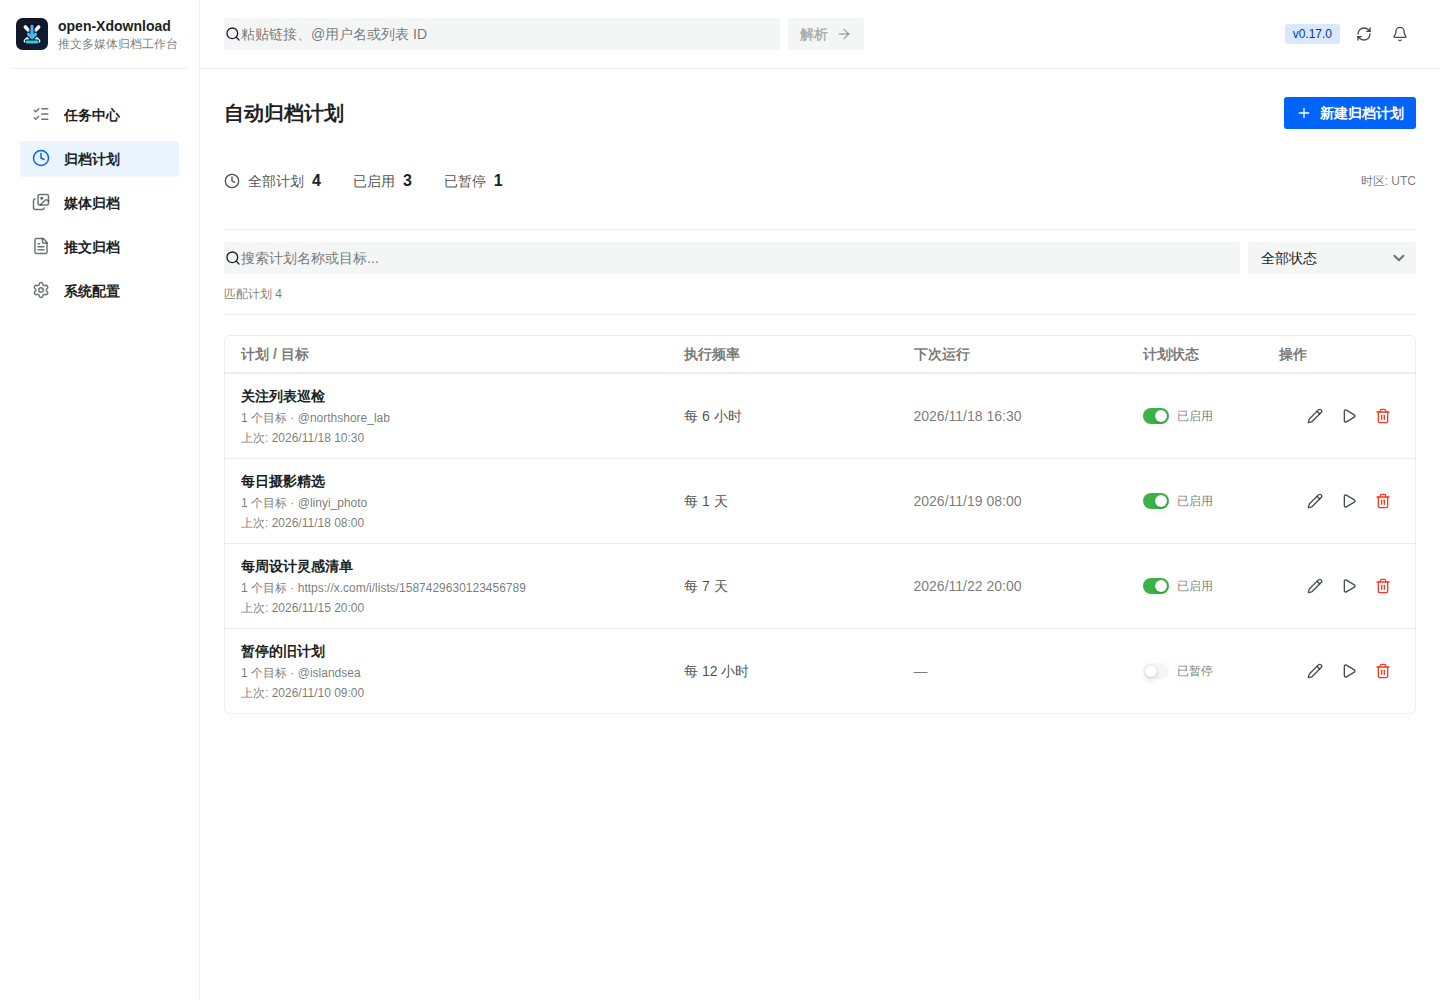 open-Xdownload
推文多媒体归档工作台
粘贴链接、@用户名或列表 ID
解析
v0.17.0
任务中心
归档计划
媒体归档
推文归档
系统配置
自动归档计划
新建归档计划
全部计划 4 已启用 3 已暂停 1
时区: UTC
搜索计划名称或目标...
全部状态
匹配计划 4
计划 / 目标 执行频率 下次运行 计划状态 操作
关注列表巡检
1 个目标 · @northshore_lab
上次: 2026/11/18 10:30
每 6 小时
2026/11/18 16:30
已启用
每日摄影精选
1 个目标 · @linyi_photo
上次: 2026/11/18 08:00
每 1 天
2026/11/19 08:00
已启用
每周设计灵感清单
1 个目标 · https://x.com/i/lists/1587429630123456789
上次: 2026/11/15 20:00
每 7 天
2026/11/22 20:00
已启用
暂停的旧计划
1 个目标 · @islandsea
上次: 2026/11/10 09:00
每 12 小时
—
已暂停